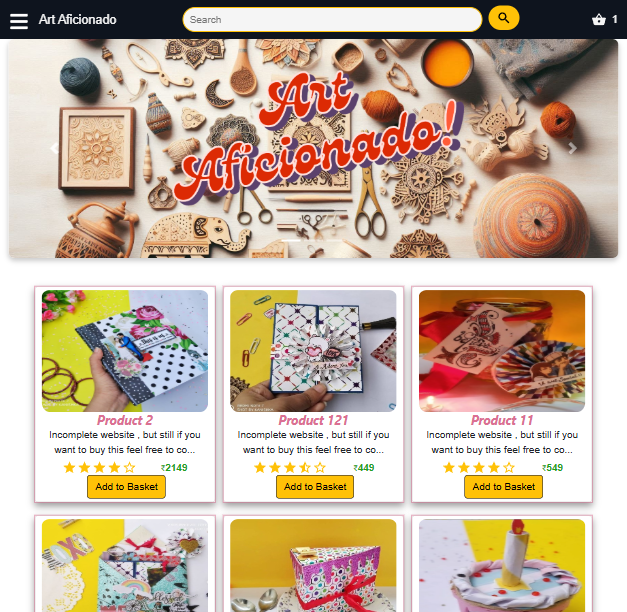 Art Aficionado
Search
1
Art
Aficionado!
Product 2
Incomplete website , but still if you
want to buy this feel free to co...
₹2149
Add to Basket
Product 121
Incomplete website , but still if you
want to buy this feel free to co...
₹449
Add to Basket
Product 11
Incomplete website , but still if you
want to buy this feel free to co...
₹549
Add to Basket